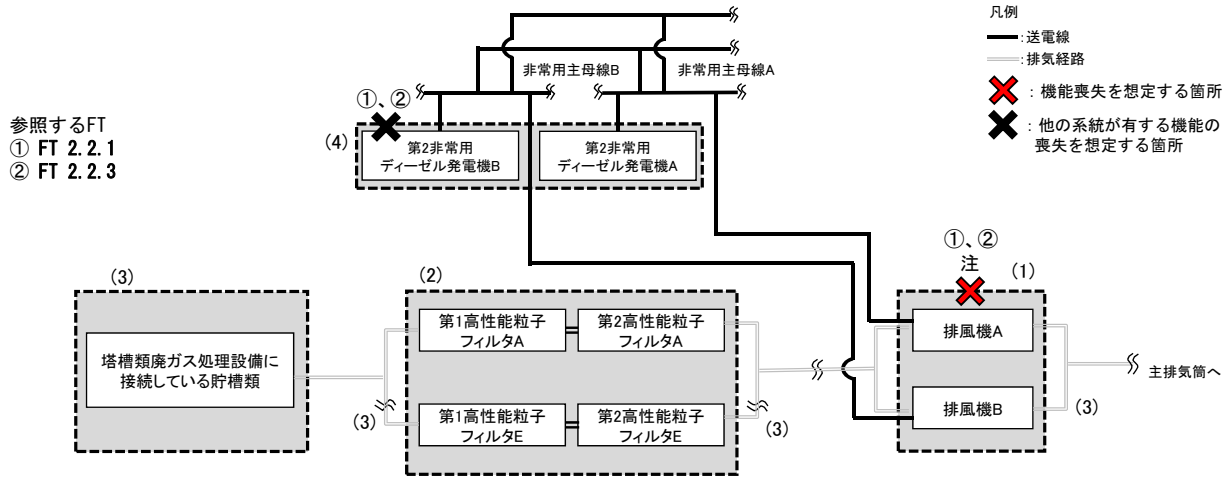 凡例
:送電線
:排気経路
: 機能喪失を想定する箇所
: 他の系統が有する機能の
喪失を想定する箇所
非常用主母線B
非常用主母線A
参照するFT
① FT 2.2.1
② FT 2.2.3
①、②
(4)
第2非常用
ディーゼル発電機B
第2非常用
ディーゼル発電機A
(3)
塔槽類廃ガス処理設備に
接続している貯槽類
(2)
第1高性能粒子
フィルタA
第2高性能粒子
フィルタA
(3)
第1高性能粒子
フィルタE
第2高性能粒子
フィルタE
(3)
①、②
注
(1)
排風機A
排風機B
(3)
主排気筒へ